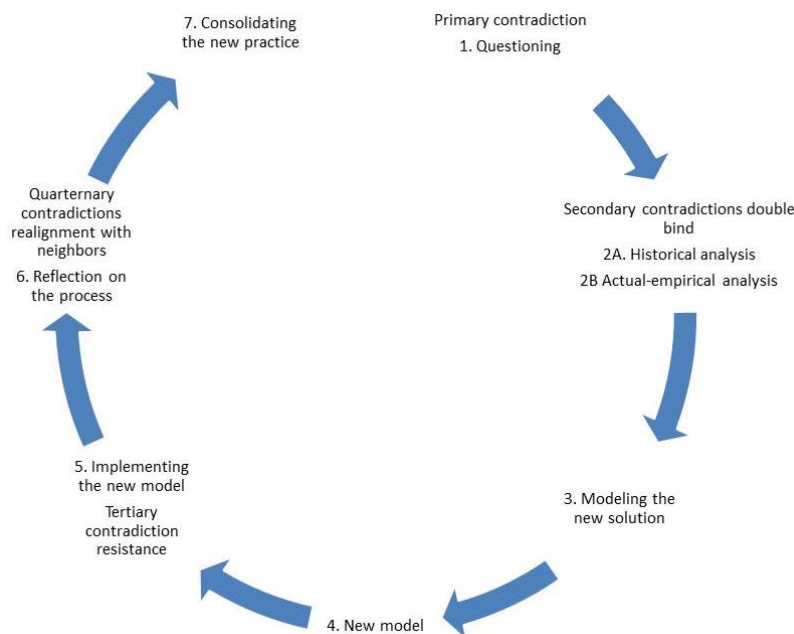 Primary contradiction
1. Questioning
Secondary contradictions double
bind
2A. Historical analysis
2B Actual-empirical analysis
3. Modeling the
new solution
4. New model
5. Implementing
the new model
Tertiary
contradiction
resistance
Quarternary
contradictions
realignment with
neighbors
6. Reflection on
the process
7. Consolidating
the new practice